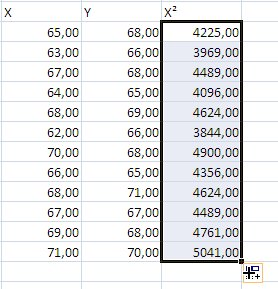 X Y X²
65,00 68,00 4225,00
63,00 66,00 3969,00
67,00 68,00 4489,00
64,00 65,00 4096,00
68,00 69,00 4624,00
62,00 66,00 3844,00
70,00 68,00 4900,00
66,00 65,00 4356,00
68,00 71,00 4624,00
67,00 67,00 4489,00
69,00 68,00 4761,00
71,00 70,00 5041,00